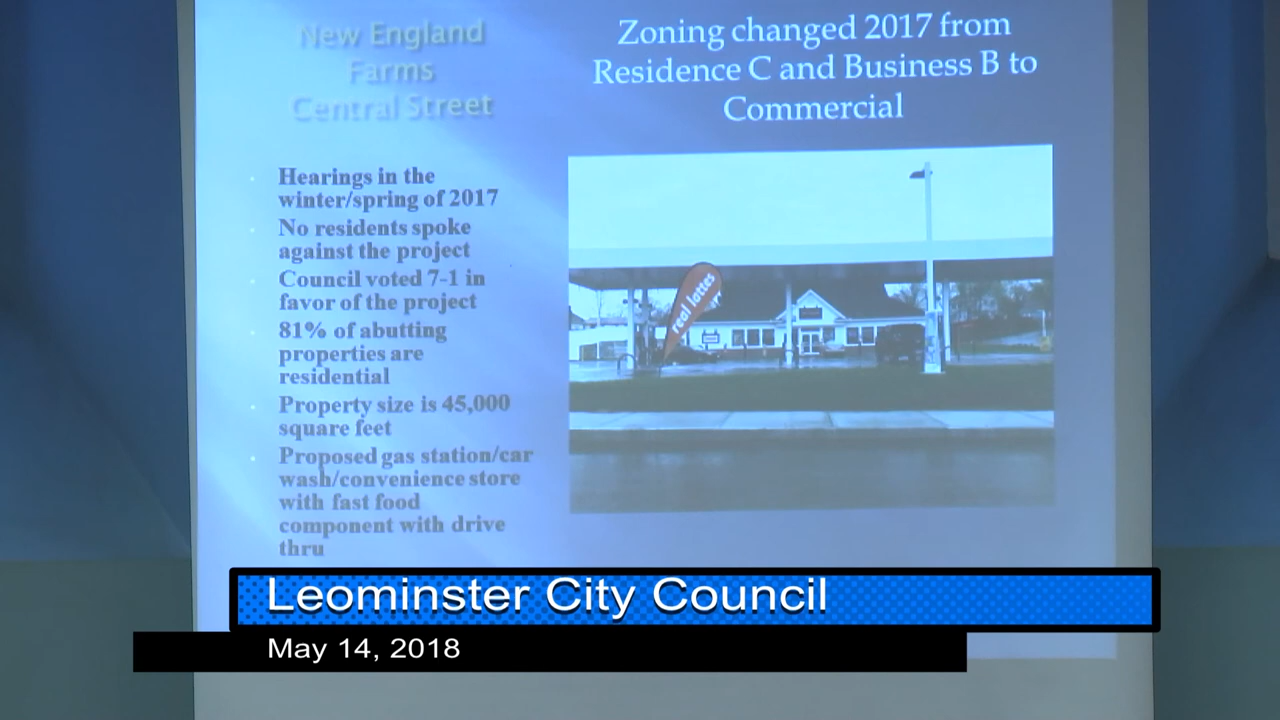 New England
Farms
Central Street
Zoning changed 2017 from
Residence C and Business B to
Commercial
Hearings in the
winter/spring of 2017
No residents spoke
against the project
Council voted 7-1 in
favor of the project
81% of abutting
properties are
residential
Property size is 45,000
square feet
Proposed gas station/car
wash/convenience store
with fast food
component with drive
thru
real lattes
Leominster City Council
May 14, 2018